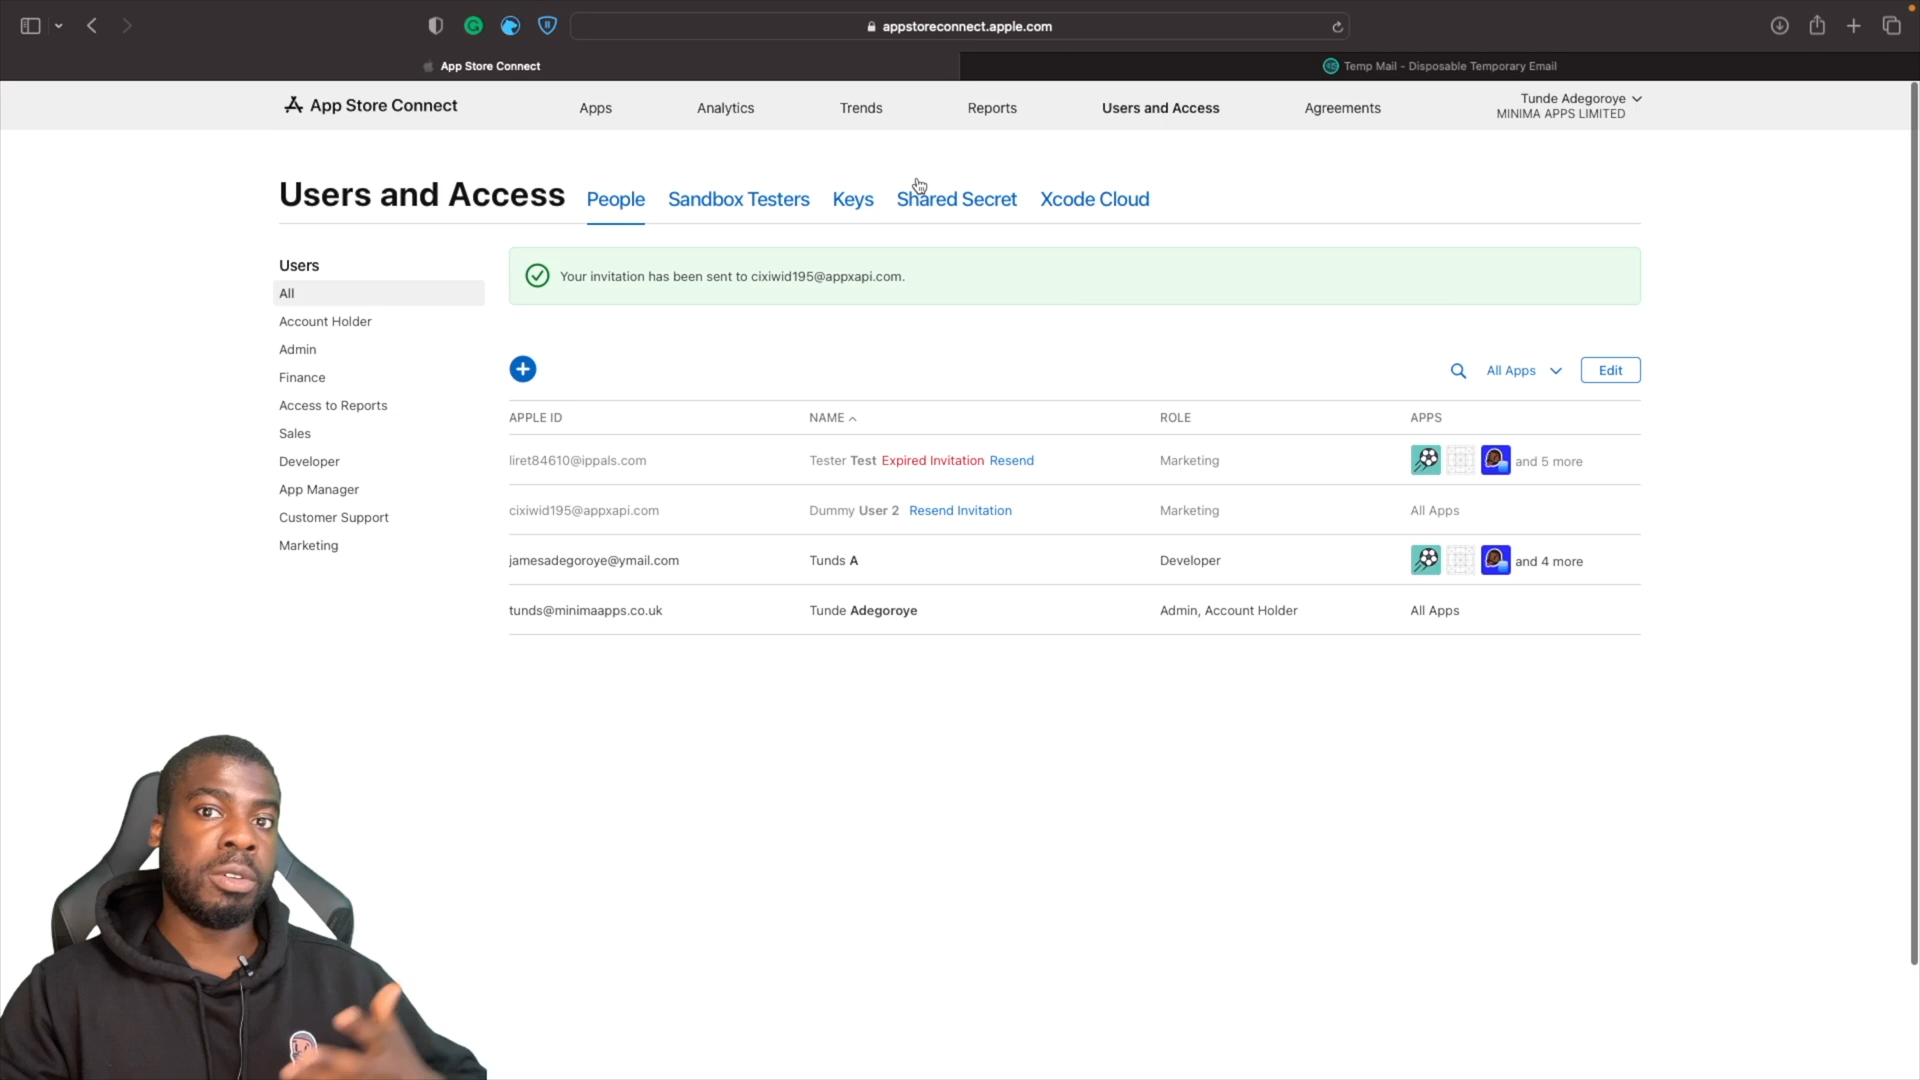 appstoreconnect.apple.com
App Store Connect
Temp Mail - Disposable Temporary Email
App Store Connect
Apps
Analytics
Trends
Reports
Users and Access
Agreements
Tunde Adegoroye
MINIMA APPS LIMITED
Users and Access
People
Sandbox Testers
Keys
Shared Secret
Xcode Cloud
Users
All
Account Holder
Admin
Finance
Access to Reports
Sales
Developer
App Manager
Customer Support
Marketing
Your invitation has been sent to cixiwid195@appxapi.com.
All Apps
Edit
APPLE ID NAME ROLE APPS
liret84610@ippals.com Tester Test Expired Invitation Resend Marketing and 5 more
cixiwid195@appxapi.com Dummy User 2 Resend Invitation Marketing All Apps
jamesadegoroye@ymail.com Tunds A Developer and 4 more
tunds@minimaapps.co.uk Tunde Adegoroye Admin, Account Holder All Apps